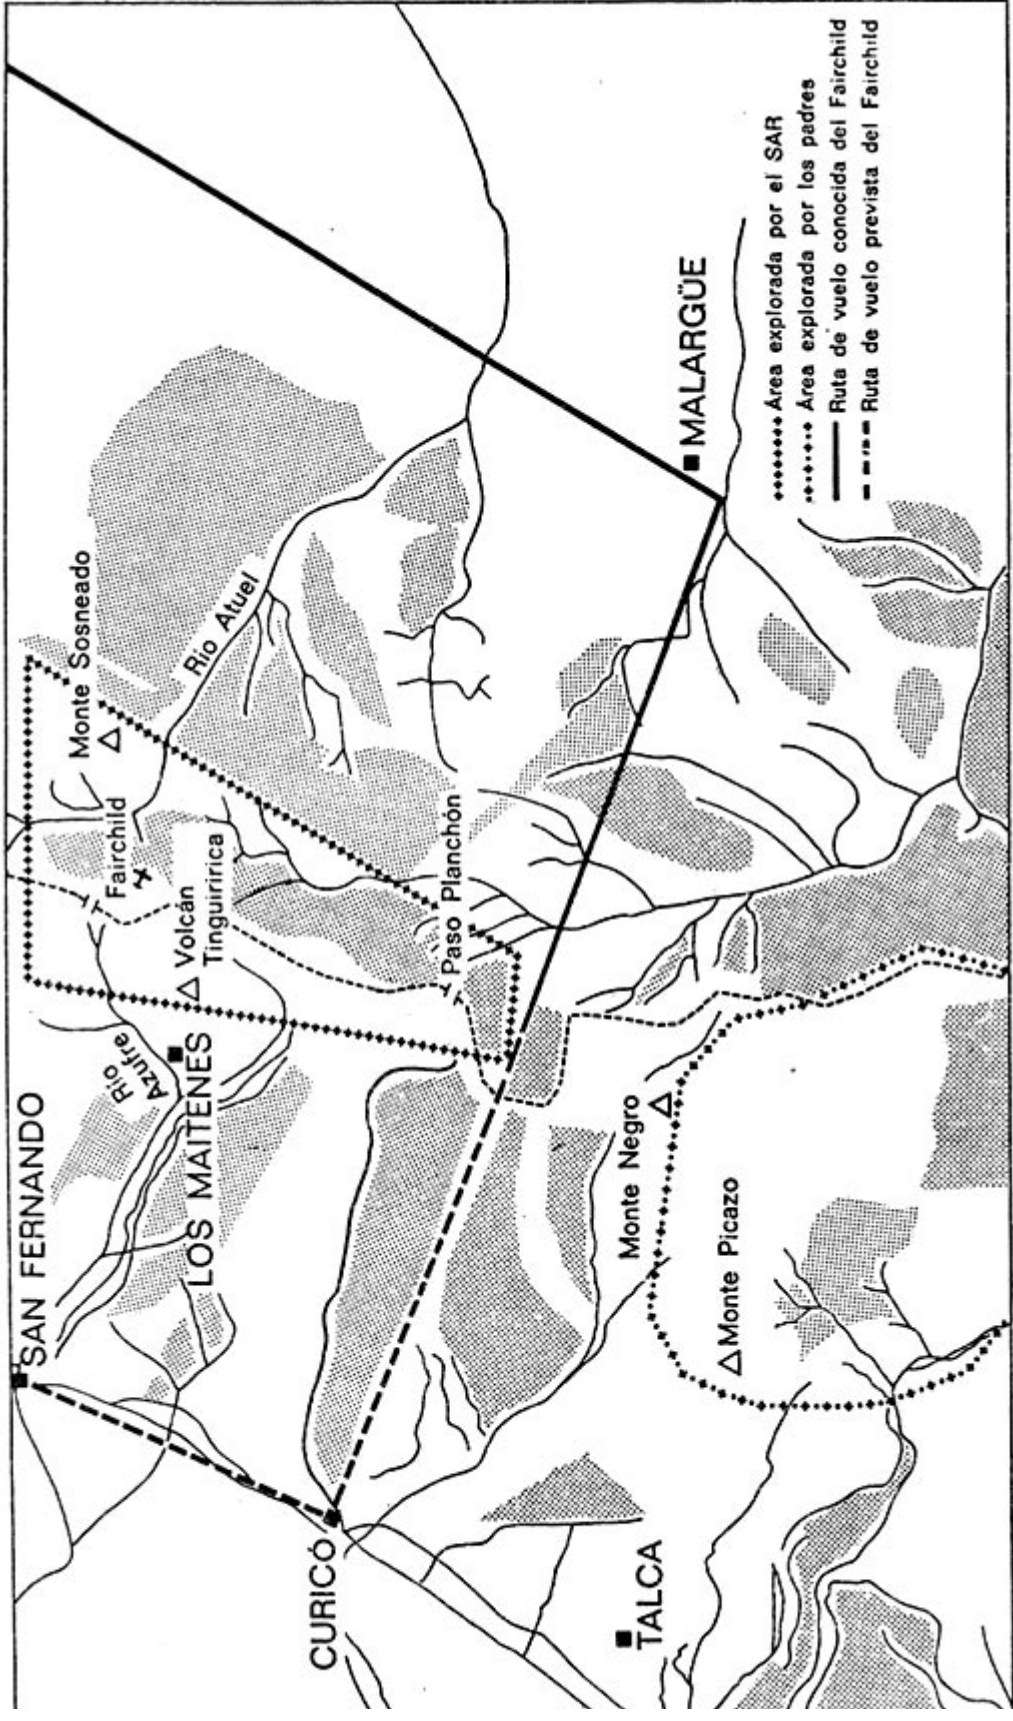 SAN FERNANDO
Río
Azufre
LOS MAITENES
Fairchild
Volcán
Tinguiririca
Monte Sosneado
Rio Atuel
CURICÓ
Paso Planchón
TALCA
Monte Negro
Monte Picazo
MALARGÜE
Área explorada por el SAR
Área explorada por los padres
Ruta de vuelo conocida del Fairchild
Ruta de vuelo prevista del Fairchild